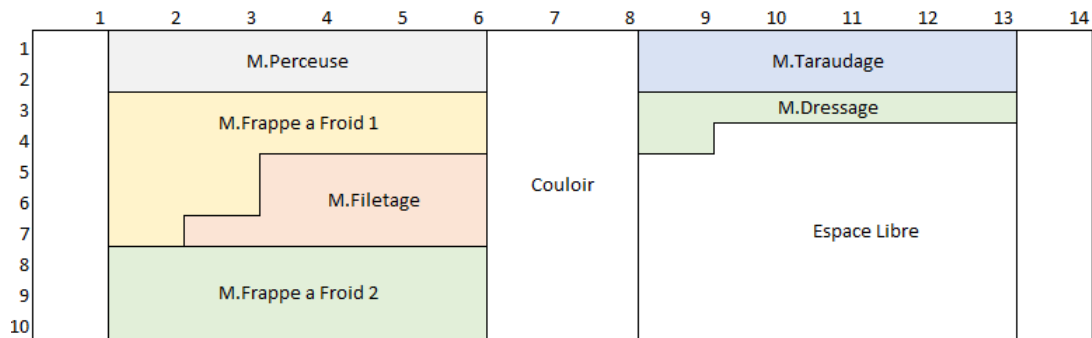 1 2 3 4 5 6 7 8 9 10 11 12 13 14
1
M.Perceuse
M.Taraudage
2
3
M.Dressage
M.Frappe a Froid 1
4
5
Couloir
6
M.Filetage
7
Espace Libre
8
9
M.Frappe a Froid 2
10